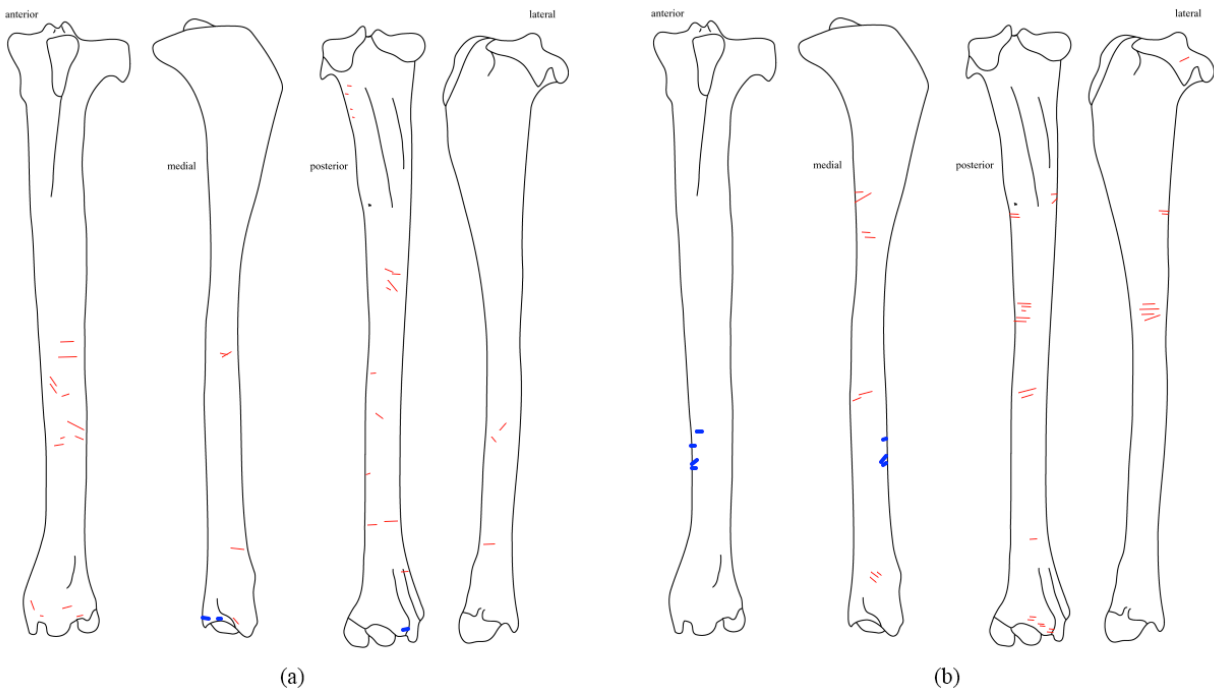 anterior
lateral
medial
posterior
(a)
anterior
lateral
medial
posterior
(b)